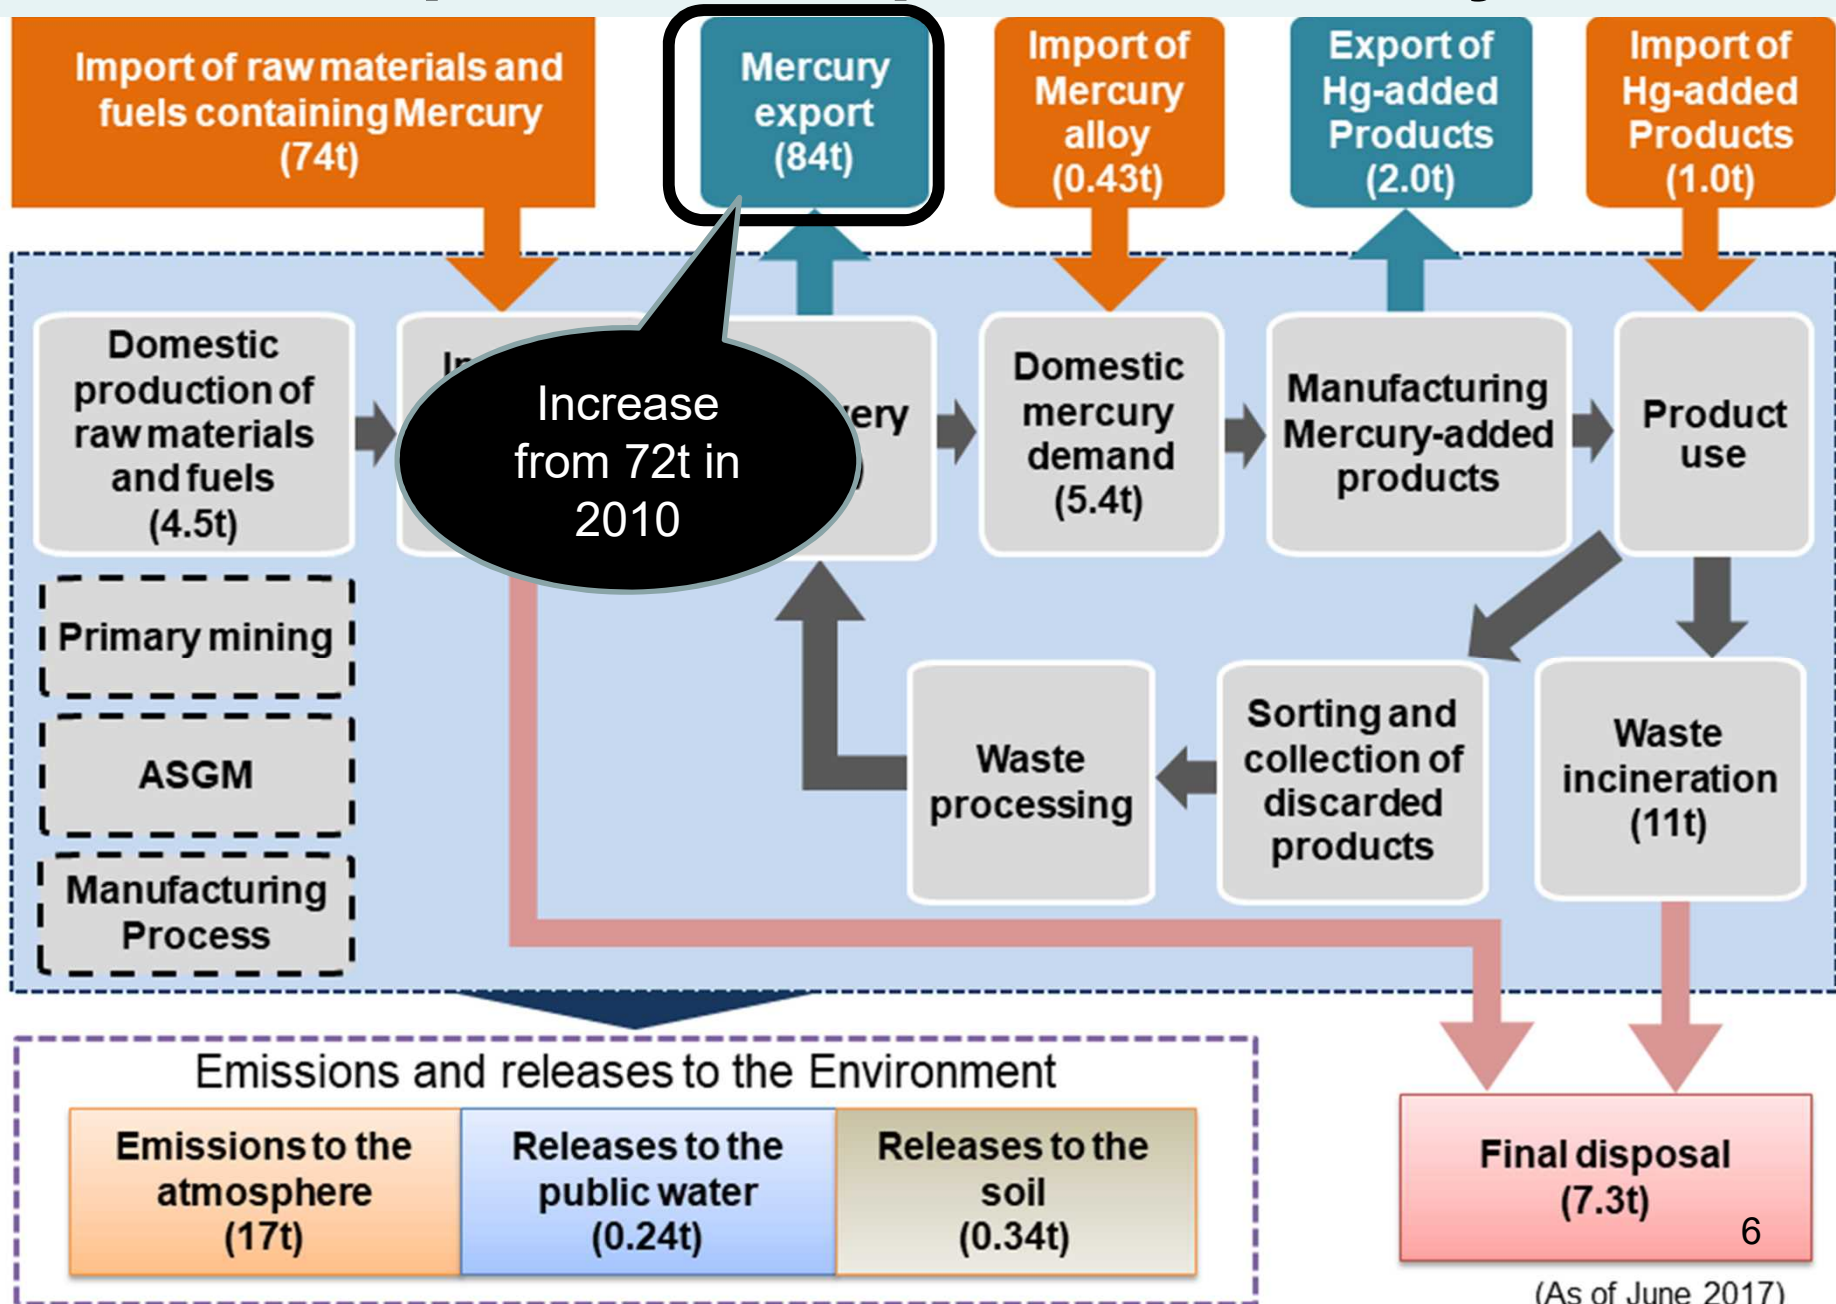 Import of raw materials and
fuels containing Mercury
(74t)
Mercury
export
(84t)
Import of
Mercury
alloy
(0.43t)
Export of
Hg-added
Products
(2.0t)
Import of
Hg-added
Products
(1.0t)
Domestic
production of
raw materials
and fuels
(4.5t)
Increase
from 72t in
2010
Domestic
mercury
demand
(5.4t)
Manufacturing
Mercury-added
products
Product
use
Primary mining
ASGM
Manufacturing
Process
Waste
processing
Sorting and
collection of
discarded
products
Waste
incineration
(11t)
Emissions and releases to the Environment
Emissions to the
atmosphere
(17t)
Releases to the
public water
(0.24t)
Releases to the
soil
(0.34t)
Final disposal
(7.3t)
6
(As of June 2017)